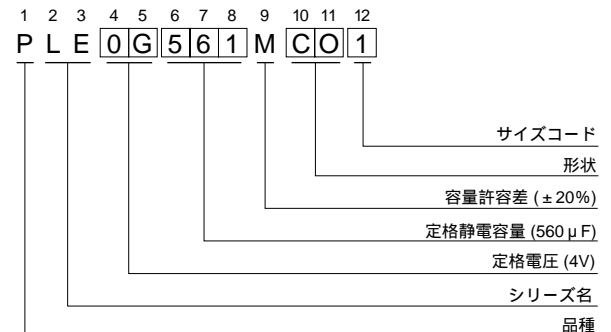 1 2 3 4 5 6 7 8 9 10 11 12
P L E 0 G 5 6 1 M C O 1
サイズコード
形状
容量許容差 (±20%)
定格静電容量 (560μF)
定格電圧 (4V)
シリーズ名
品種